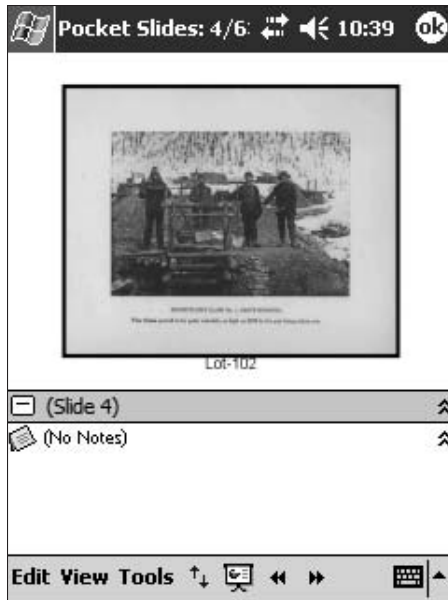 Pocket Slides: 4/6: 10:39 ok
Lot-102
(Slide 4)
(No Notes)
Edit View Tools